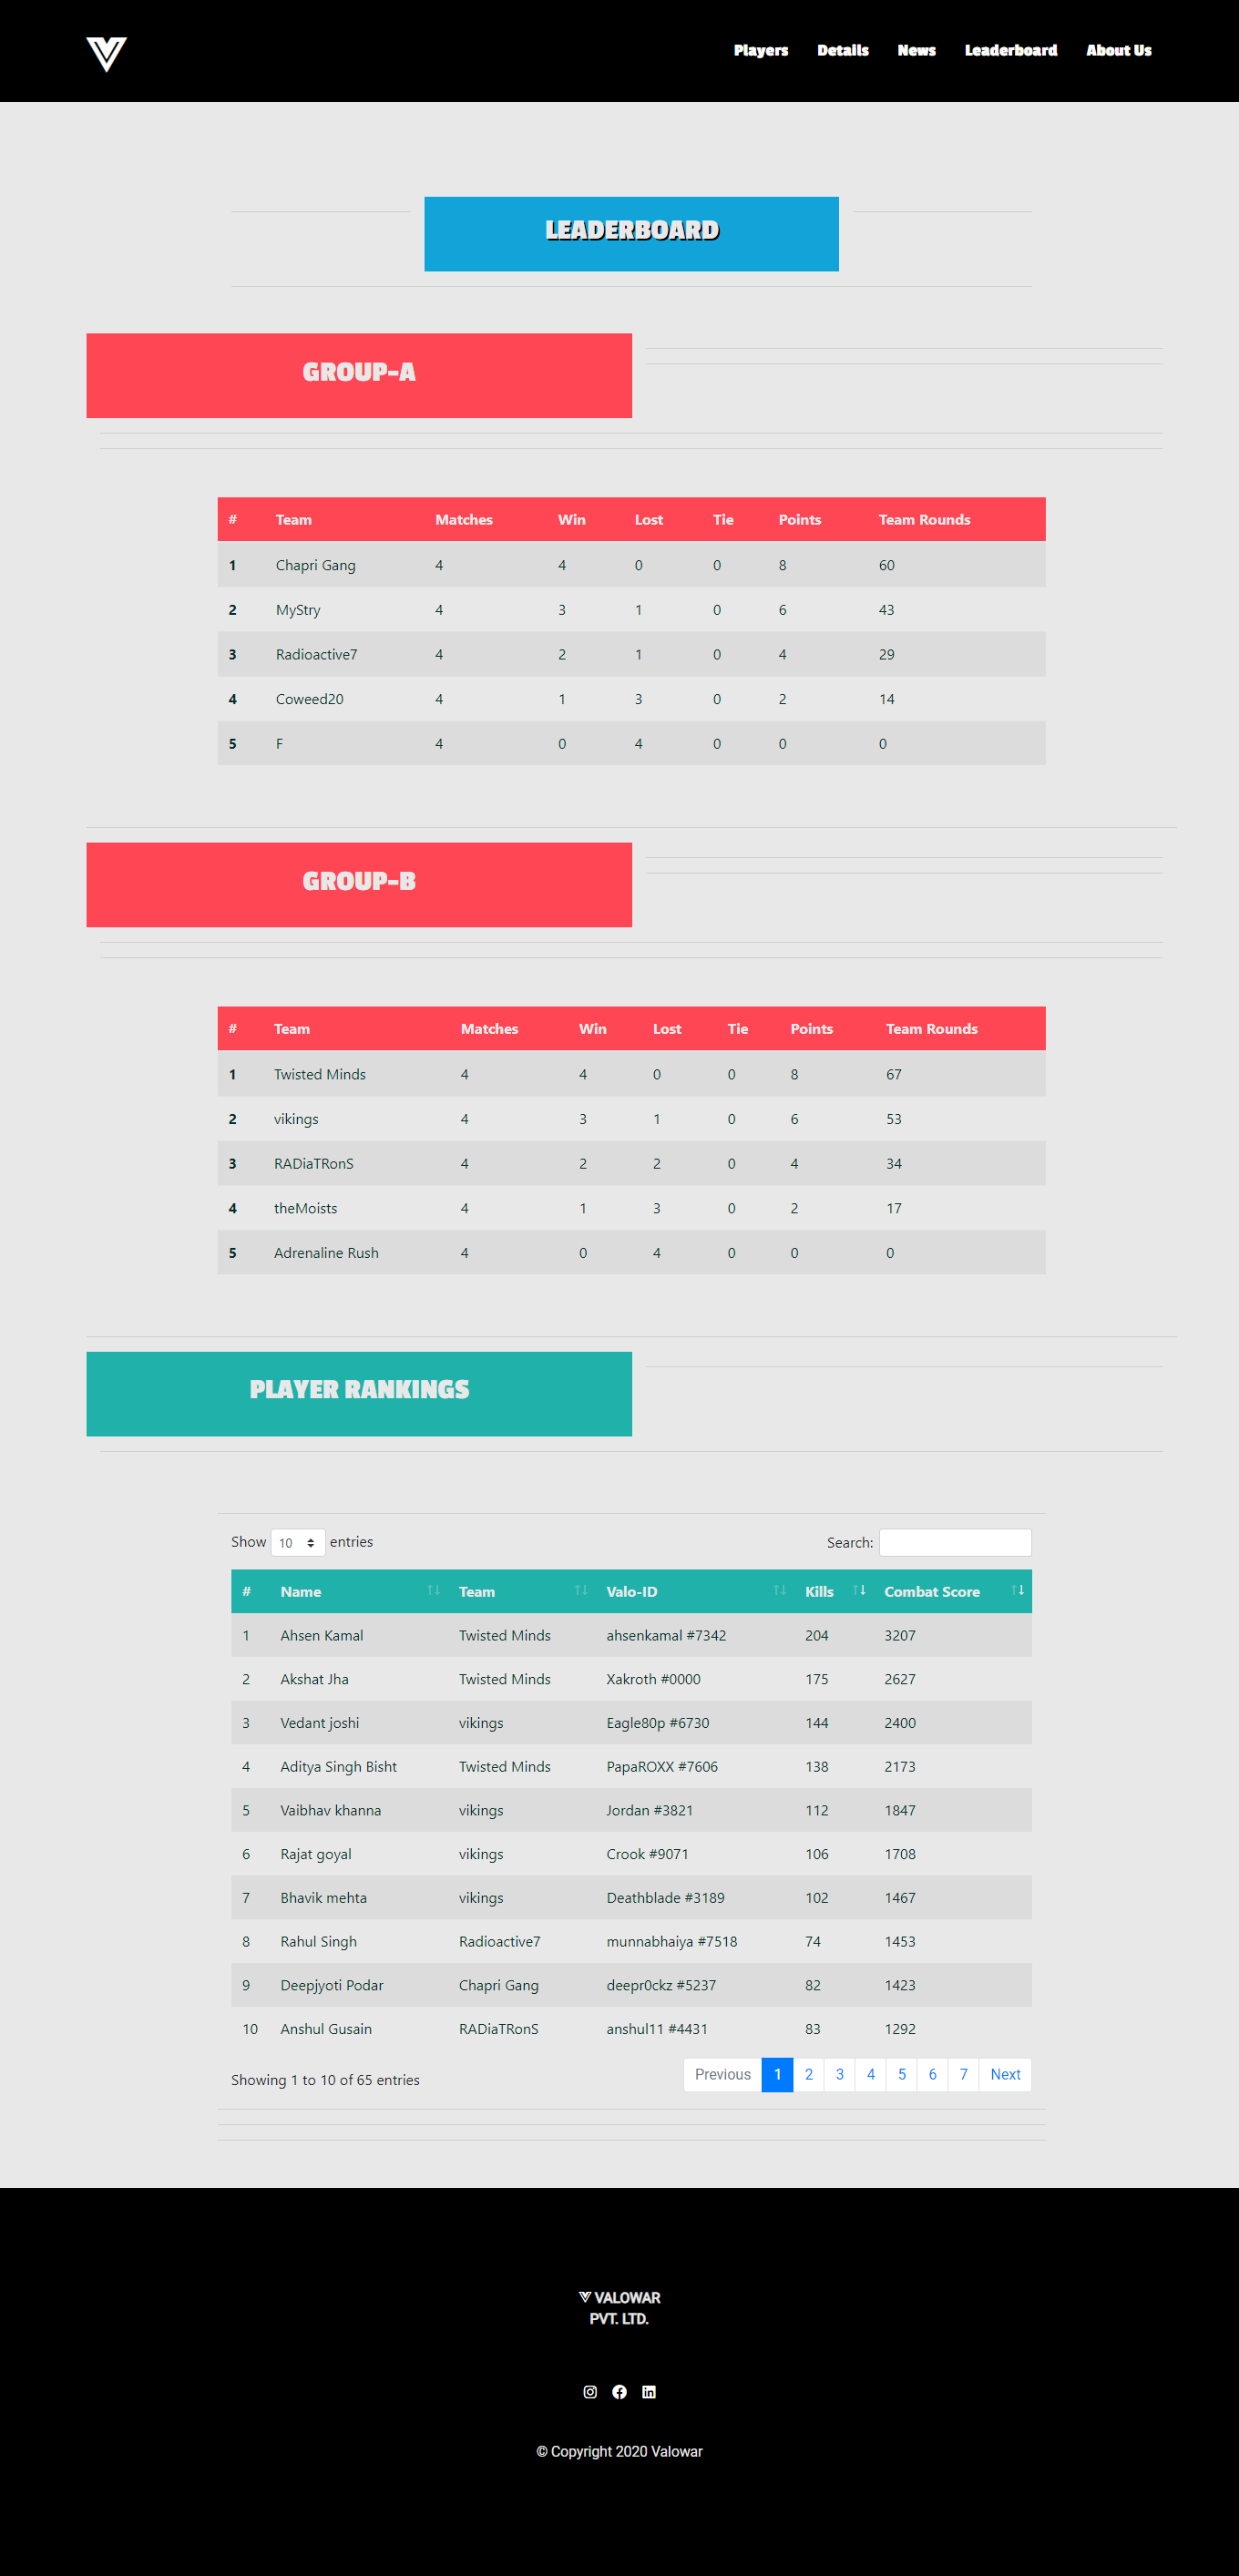 Players Details News Leaderboard About Us
LEADERBOARD
GROUP-A
# Team Matches Win Lost Tie Points Team Rounds
1 Chapri Gang 4 4 0 0 8 60
2 MyStry 4 3 1 0 6 43
3 Radioactive7 4 2 1 0 4 29
4 Coweed20 4 1 3 0 2 14
5 F 4 0 4 0 0 0
GROUP-B
# Team Matches Win Lost Tie Points Team Rounds
1 Twisted Minds 4 4 0 0 8 67
2 vikings 4 3 1 0 6 53
3 RADiaTRonS 4 2 2 0 4 34
4 theMoists 4 1 3 0 2 17
5 Adrenaline Rush 4 0 4 0 0 0
PLAYER RANKINGS
Show 10 entries Search:
# Name Team Valo-ID Kills Combat Score
1 Ahsen Kamal Twisted Minds ahsenkamal #7342 204 3207
2 Akshat Jha Twisted Minds Xakroth #0000 175 2627
3 Vedant joshi vikings Eagle80p #6730 144 2400
4 Aditya Singh Bisht Twisted Minds PapaROXX #7606 138 2173
5 Vaibhav khanna vikings Jordan #3821 112 1847
6 Rajat goyal vikings Crook #9071 106 1708
7 Bhavik mehta vikings Deathblade #3189 102 1467
8 Rahul Singh Radioactive7 munnabhaiya #7518 74 1453
9 Deepjyoti Podar Chapri Gang deepr0ckz #5237 82 1423
10 Anshul Gusain RADiaTRonS anshul11 #4431 83 1292
Showing 1 to 10 of 65 entries Previous 1 2 3 4 5 6 7 Next
VALOWAR
PVT. LTD.
© Copyright 2020 Valowar